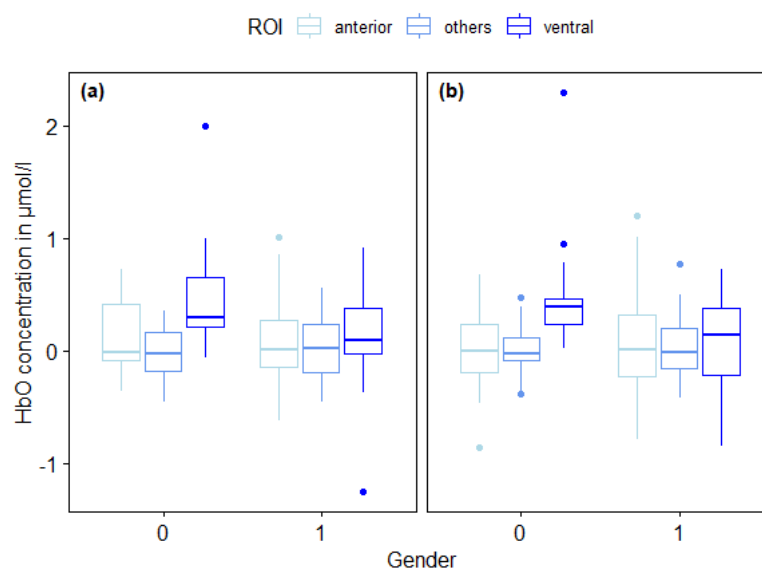 ROI anterior others ventral
(a) (b)
HbO concentration in µmol/l
2
1
0
-1
0 1 0 1
Gender